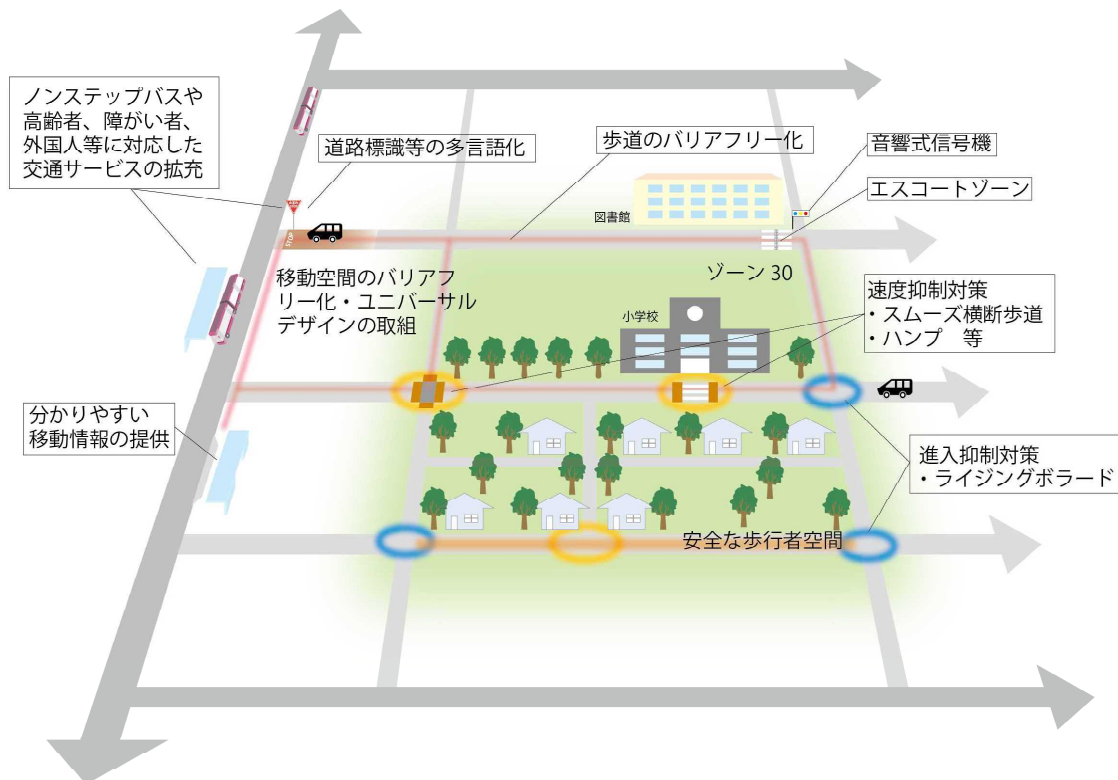 ノンステップバスや
高齢者、障がい者、
外国人等に対応した
交通サービスの拡充
道路標識等の多言語化
歩道のバリアフリー化
音響式信号機
エスコートゾーン
図書館
STOP
移動空間のバリアフ
リー化・ユニバーサル
デザインの取組
ゾーン 30
速度抑制対策
・スムーズ横断歩道
・ハンプ 等
小学校
分かりやすい
移動情報の提供
進入抑制対策
・ライジングボラード
安全な歩行者空間